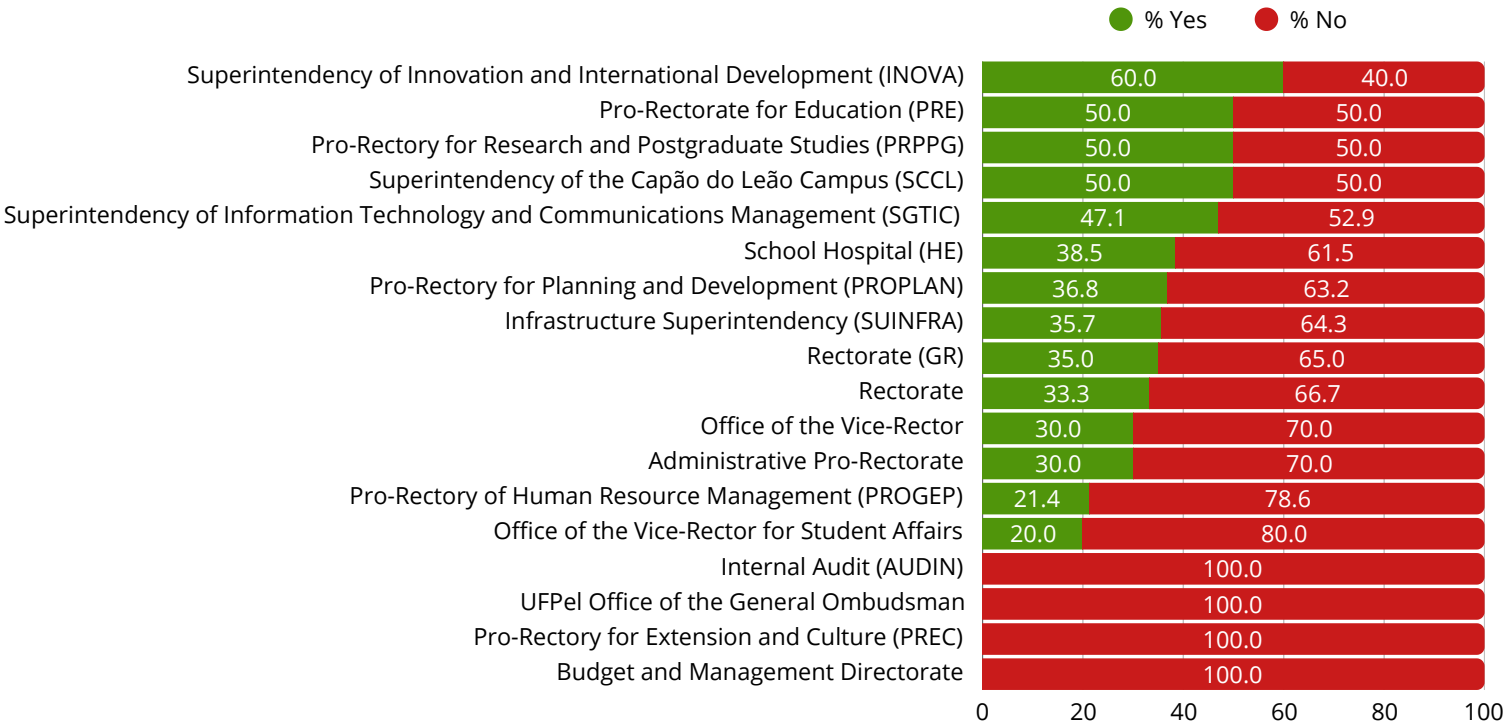 % Yes % No
Superintendency of Innovation and International Development (INOVA) 60.0 40.0
Pro-Rectorate for Education (PRE) 50.0 50.0
Pro-Rectory for Research and Postgraduate Studies (PRPPG) 50.0 50.0
Superintendency of the Capão do Leão Campus (SCCL) 50.0 50.0
Superintendency of Information Technology and Communications Management (SGTIC) 47.1 52.9
School Hospital (HE) 38.5 61.5
Pro-Rectory for Planning and Development (PROPLAN) 36.8 63.2
Infrastructure Superintendency (SUINFRA) 35.7 64.3
Rectorate (GR) 35.0 65.0
Rectorate 33.3 66.7
Office of the Vice-Rector 30.0 70.0
Administrative Pro-Rectorate 30.0 70.0
Pro-Rectory of Human Resource Management (PROGEP) 21.4 78.6
Office of the Vice-Rector for Student Affairs 20.0 80.0
Internal Audit (AUDIN) 100.0
UFPel Office of the General Ombudsman 100.0
Pro-Rectory for Extension and Culture (PREC) 100.0
Budget and Management Directorate 100.0
0 20 40 60 80 100